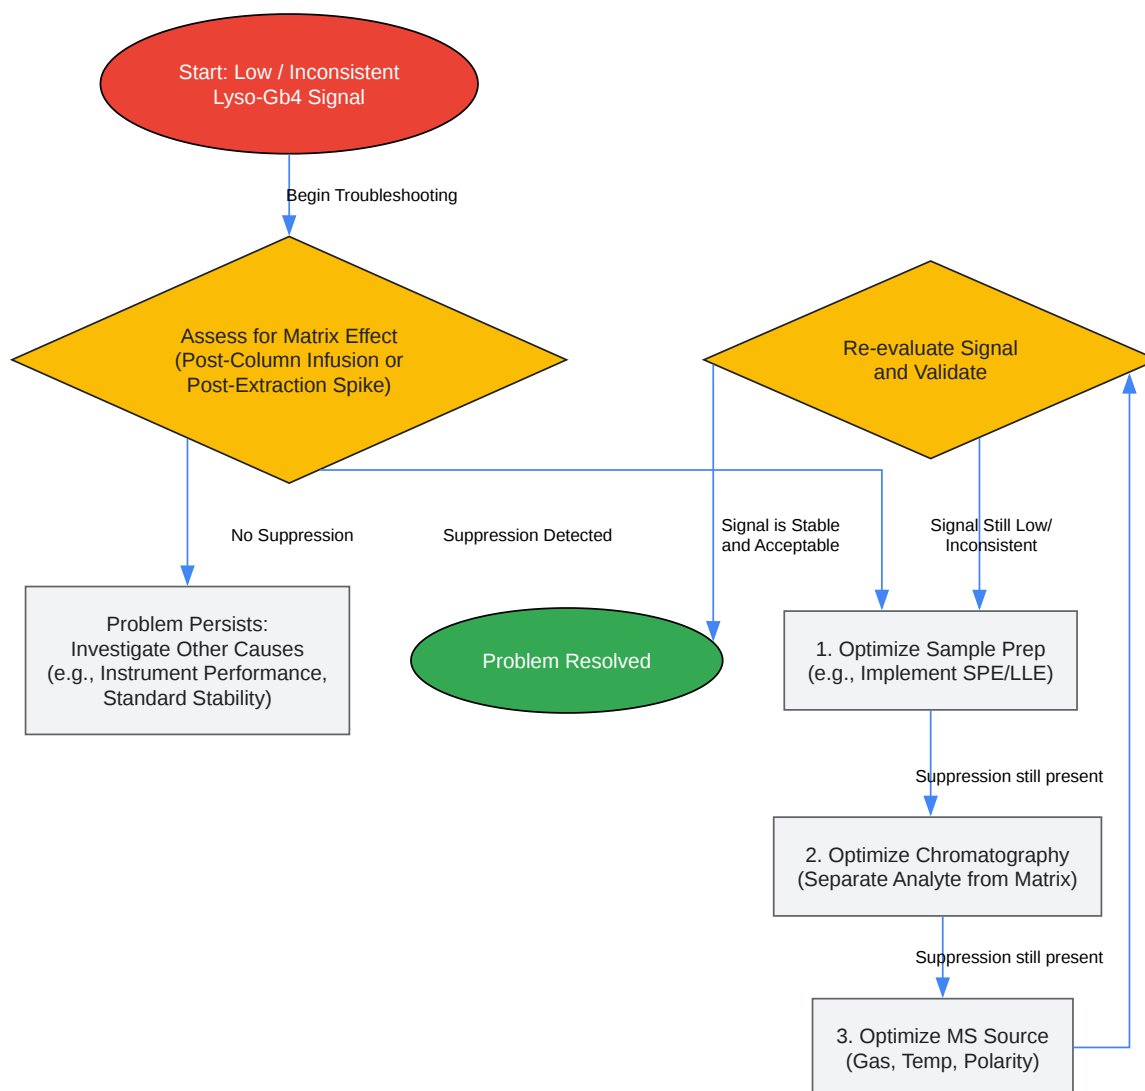 Start: Low / Inconsistent
Lyso-Gb4 Signal
Begin Troubleshooting
Assess for Matrix Effect
(Post-Column Infusion or
Post-Extraction Spike)
Re-evaluate Signal
and Validate
No Suppression
Suppression Detected
Signal is Stable
and Acceptable
Signal Still Low/
Inconsistent
Problem Persists:
Investigate Other Causes
(e.g., Instrument Performance,
Standard Stability)
Problem Resolved
1. Optimize Sample Prep
(e.g., Implement SPE/LLE)
Suppression still present
2. Optimize Chromatography
(Separate Analyte from Matrix)
Suppression still present
3. Optimize MS Source
(Gas, Temp, Polarity)